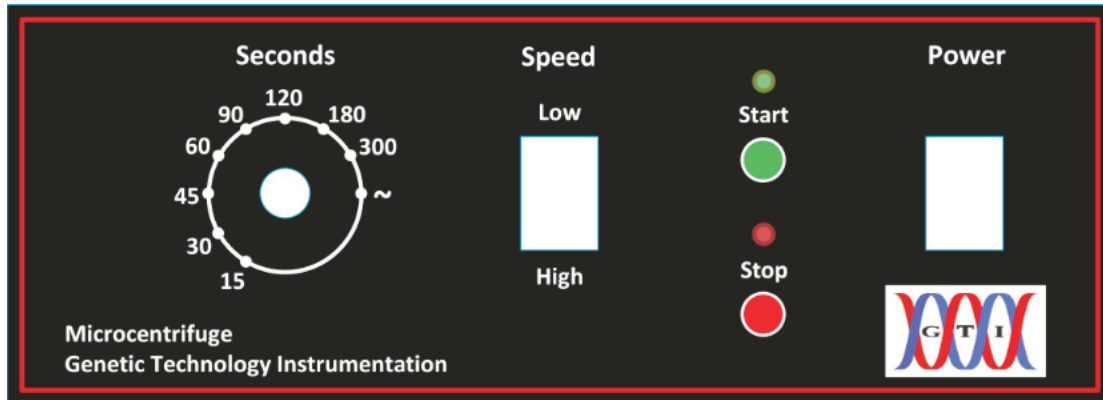 Seconds
120
90
180
60
300
45
~
30
15
Speed
Low
High
Start
Stop
Power
GTI
Microcentrifuge
Genetic Technology Instrumentation